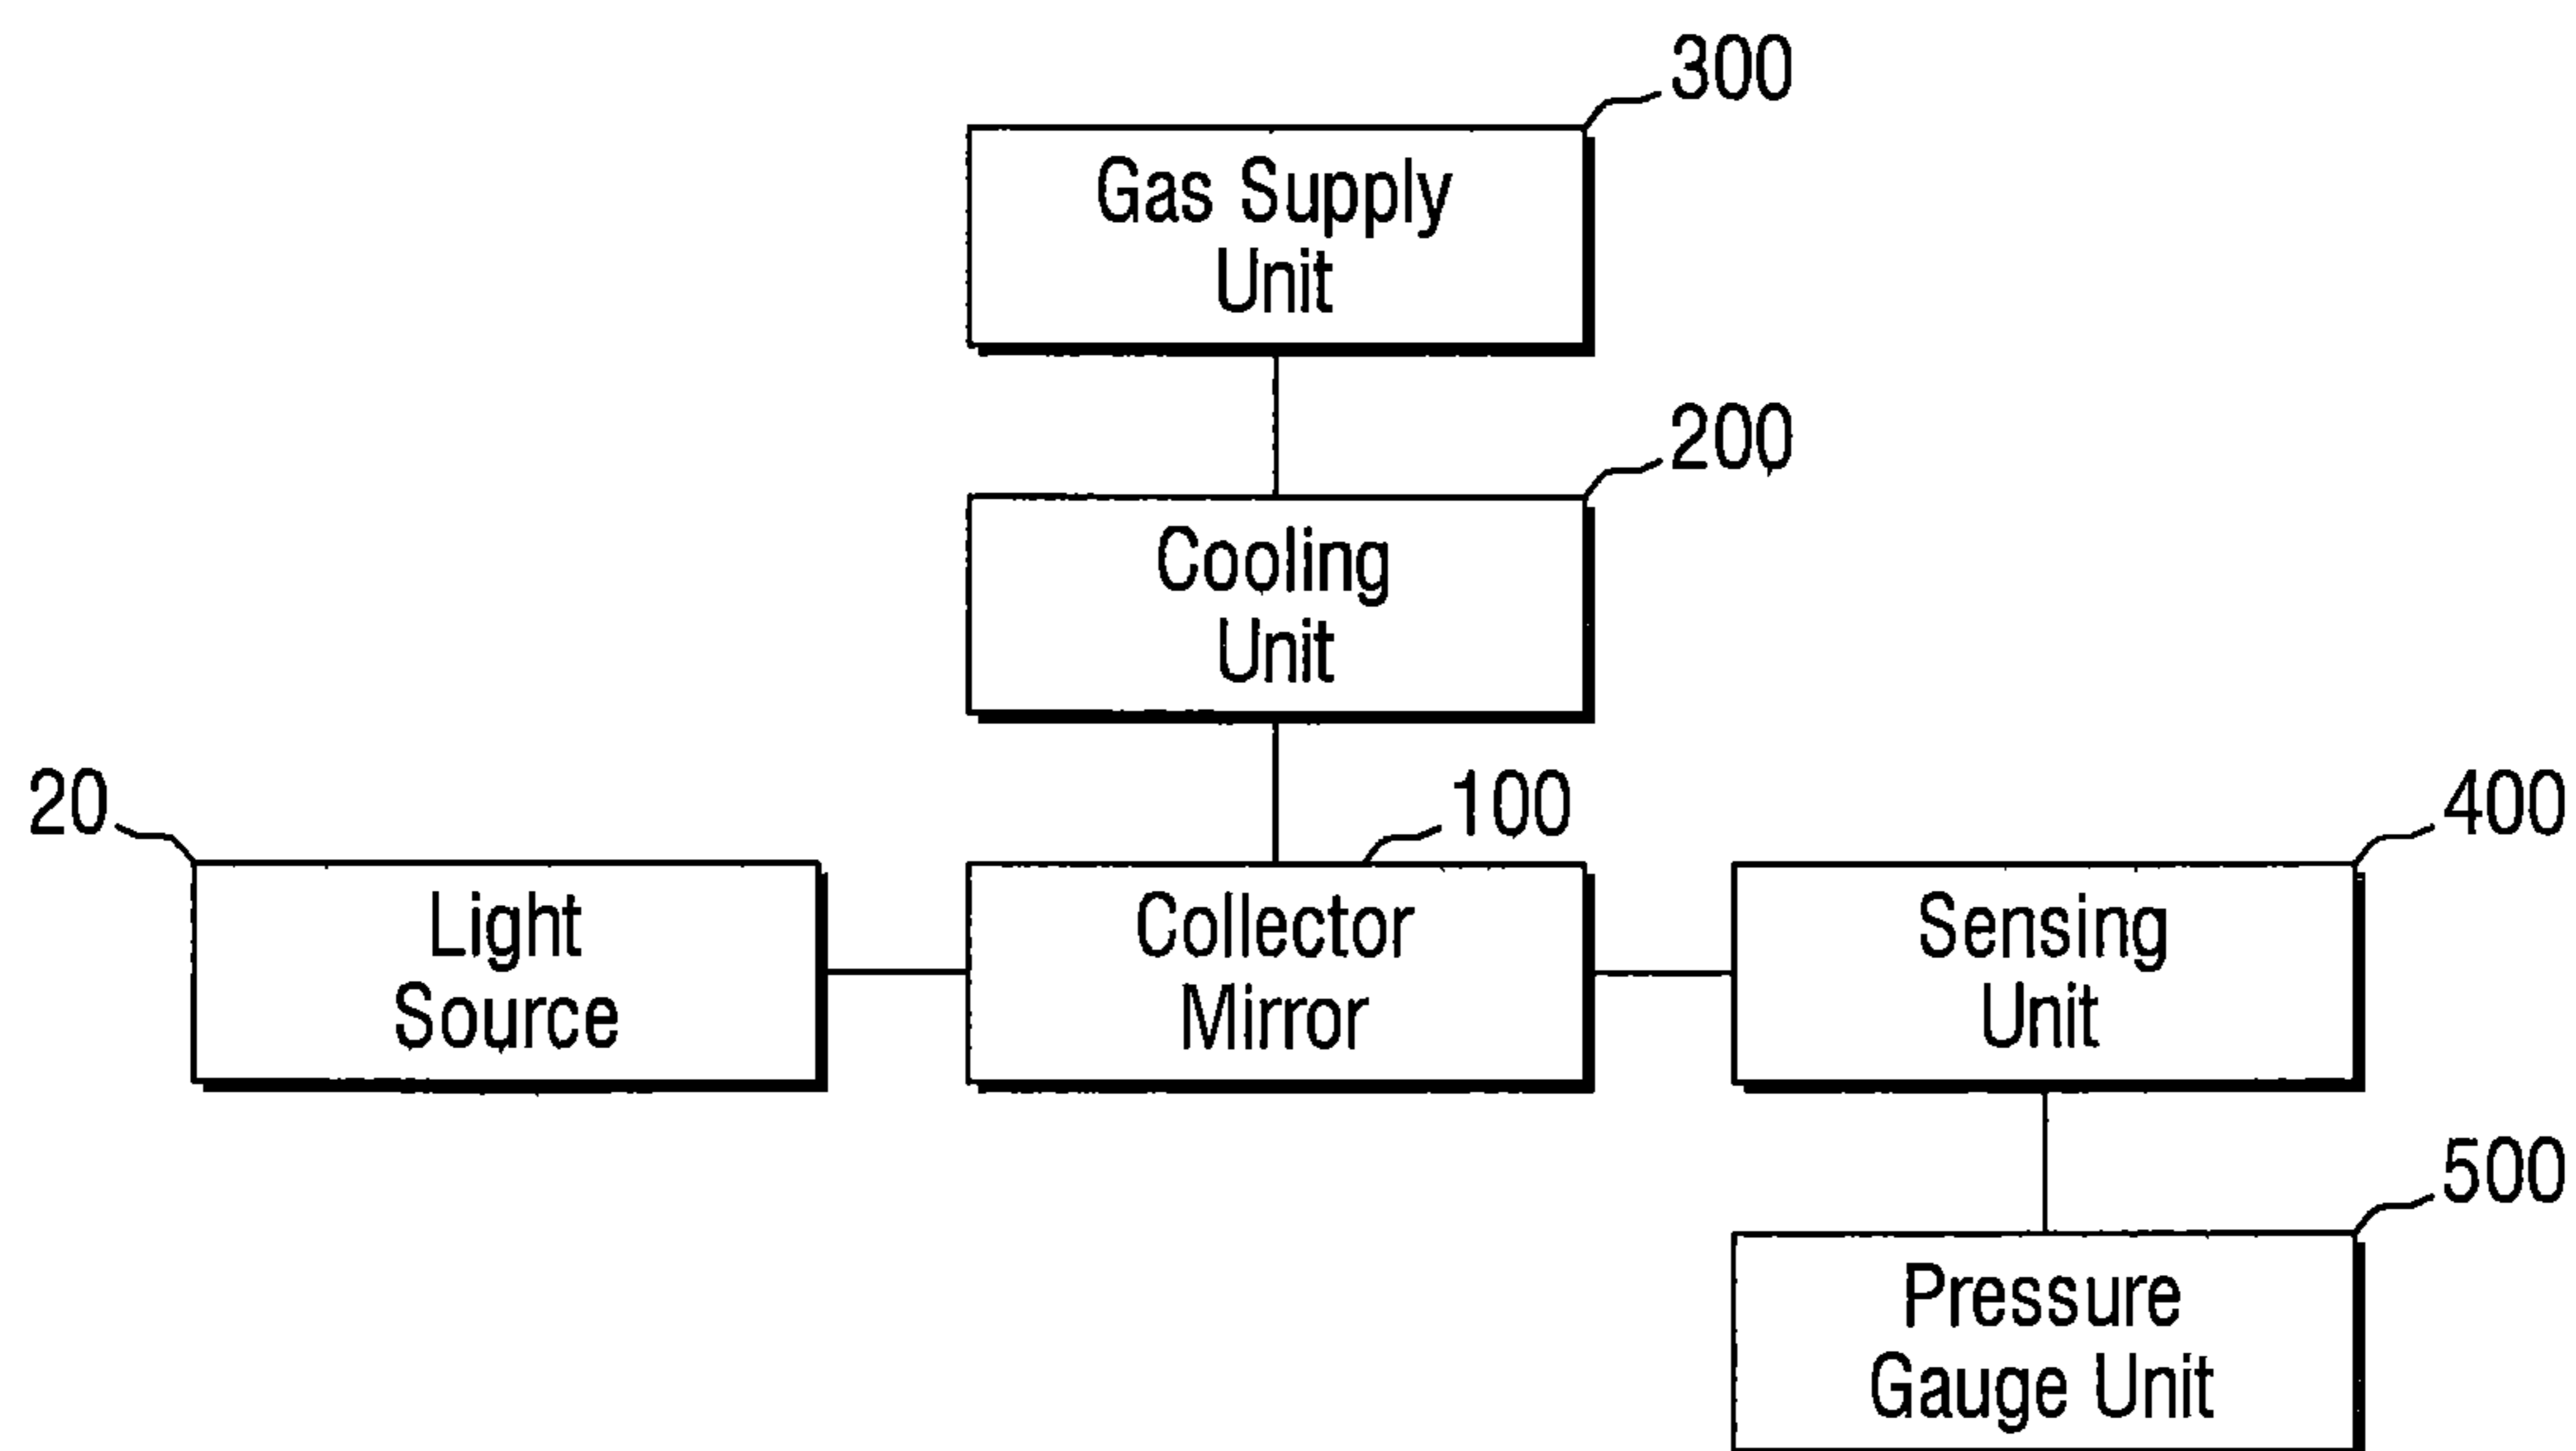 300
Gas Supply
Unit
200
Cooling
Unit
20
100
400
Light
Source
Collector
Mirror
Sensing
Unit
500
Pressure
Gauge Unit